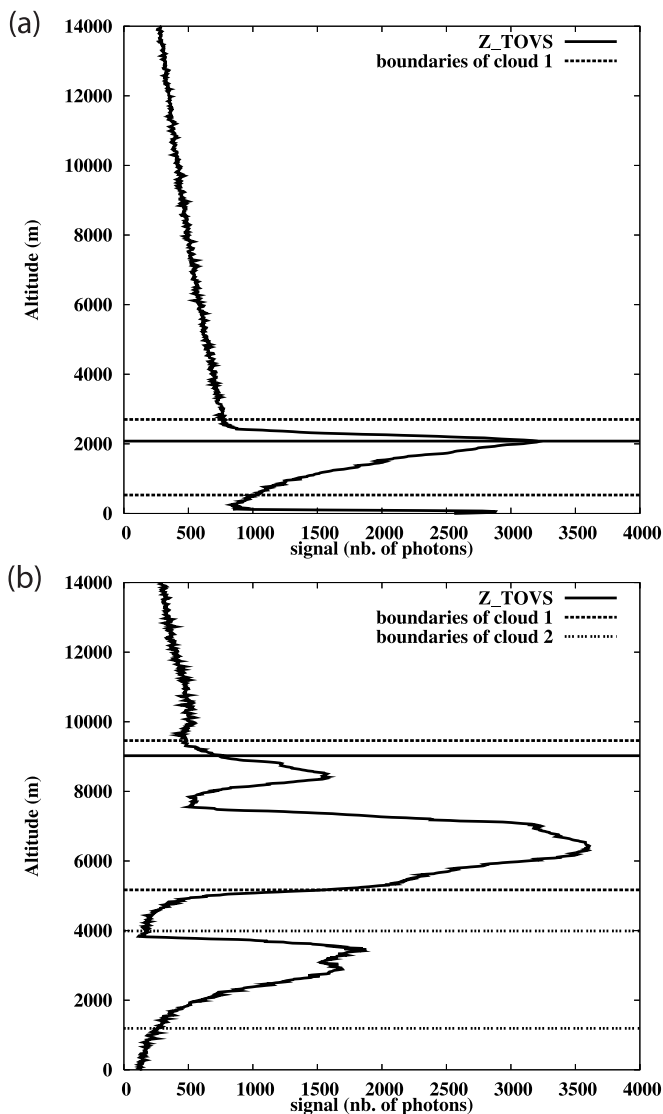 (a)
14000
12000
10000
8000
6000
4000
2000
0
Altitude (m)
Z_TOVS
boundaries of cloud 1
0 500 1000 1500 2000 2500 3000 3500 4000
signal (nb. of photons)
(b)
14000
12000
10000
8000
6000
4000
2000
0
Altitude (m)
Z_TOVS
boundaries of cloud 1
boundaries of cloud 2
0 500 1000 1500 2000 2500 3000 3500 4000
signal (nb. of photons)